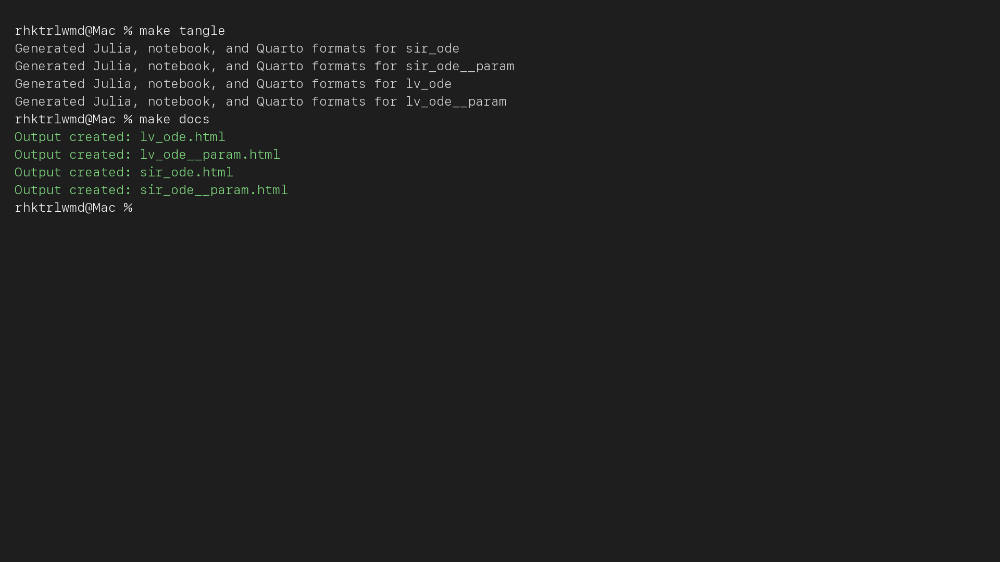 rhktrlwmd@Mac % make tangle
Generated Julia, notebook, and Quarto formats for sir_ode
Generated Julia, notebook, and Quarto formats for sir_ode__param
Generated Julia, notebook, and Quarto formats for lv_ode
Generated Julia, notebook, and Quarto formats for lv_ode__param
rhktrlwmd@Mac % make docs
Output created: lv_ode.html
Output created: lv_ode__param.html
Output created: sir_ode.html
Output created: sir_ode__param.html
rhktrlwmd@Mac %